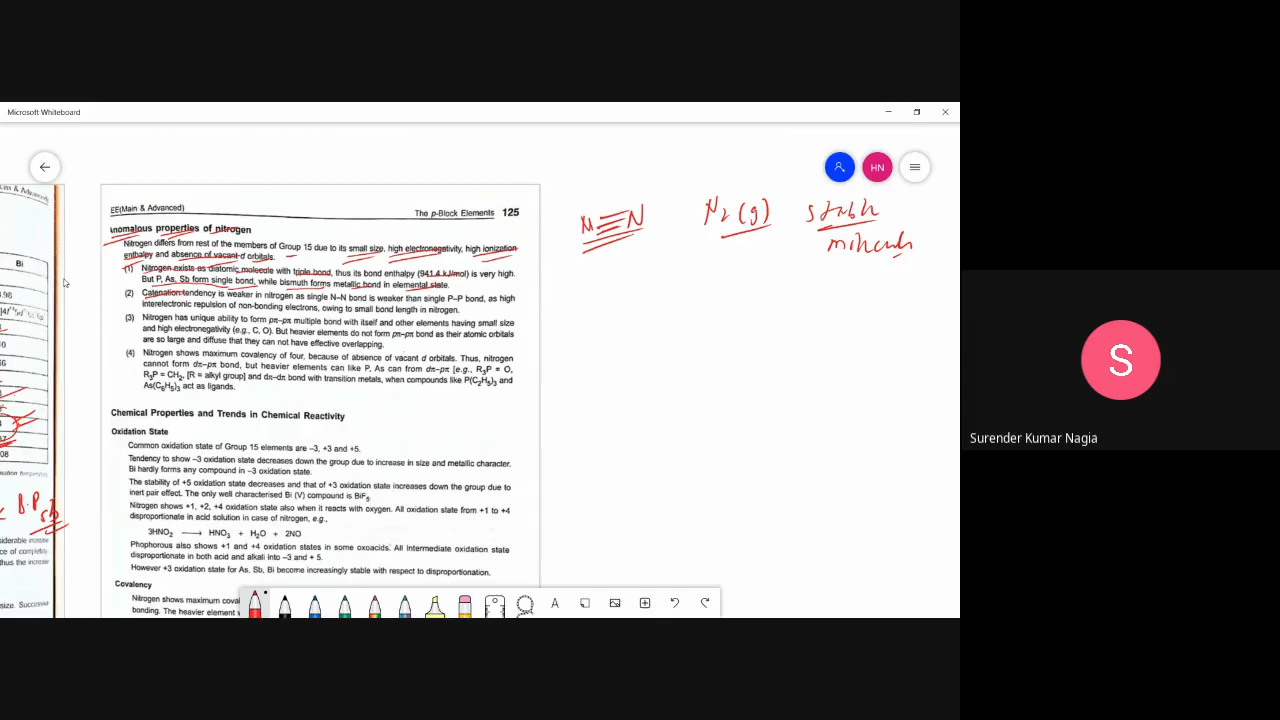 Microsoft Whiteboard
HN
Bi
EE(Main & Advanced)
The p-Block Elements 125
Anomalous properties of nitrogen
Nitrogen differs from rest of the members of Group 15 due to its small size, high electronegativity, high ionization
enthalpy and absence of vacant d orbitals.
(1) Nitrogen exists as diatomic molecule with triple bond, thus its bond enthalpy (941.4 kJ/mol) is very high.
But P, As, Sb form single bond, while bismuth forms metallic bond in elemental state.
(2) Catenation tendency is weaker in nitrogen as single N–N bond is weaker than single P–P bond, as high
interelectronic repulsion of non-bonding electrons, owing to small bond length in nitrogen.
(3) Nitrogen has unique ability to form pπ-pπ multiple bond with itself and other elements having small size
and high electronegativity (e.g., C, O). But heavier elements do not form pπ-pπ bond as their atomic orbitals
are so large and diffuse that they can not have effective overlapping.
(4) Nitrogen shows maximum covalency of four, because of absence of vacant d orbitals. Thus, nitrogen
cannot form dπ–pπ bond, but heavier elements can like P, As can from dπ–pπ [e.g., R₃P = O,
R₃P = CH₂, [R = alkyl group] and dπ-dπ bond with transition metals, when compounds like P(C₂H₅)₃ and
As(C₆H₅)₃ act as ligands.
Chemical Properties and Trends in Chemical Reactivity
Oxidation State
Common oxidation state of Group 15 elements are –3, +3 and +5.
Tendency to show –3 oxidation state decreases down the group due to increase in size and metallic character.
Bi hardly forms any compound in –3 oxidation state.
The stability of +5 oxidation state decreases and that of +3 oxidation state increases down the group due to
inert pair effect. The only well characterised Bi (V) compound is BiF₅.
Nitrogen shows +1, +2, +4 oxidation state also when it reacts with oxygen. All oxidation state from +1 to +4
disproportionate in acid solution in case of nitrogen, e.g.,
3HNO₂ ⟶ HNO₃ + H₂O + 2NO
Phophorous also shows +1 and +4 oxidation states in some oxoacids. All Intermediate oxidation state
disproportionate in both acid and alkali into –3 and + 5.
However +3 oxidation state for As, Sb, Bi become increasingly stable with respect to disproportionation.
Covalency
Nitrogen shows maximum
bonding. The heavier element
N≡N
N₂(g) stable
molecule
B.P
siderable increase
ce of completely
thus the increase
size. Successive
S
Surender Kumar Nagia